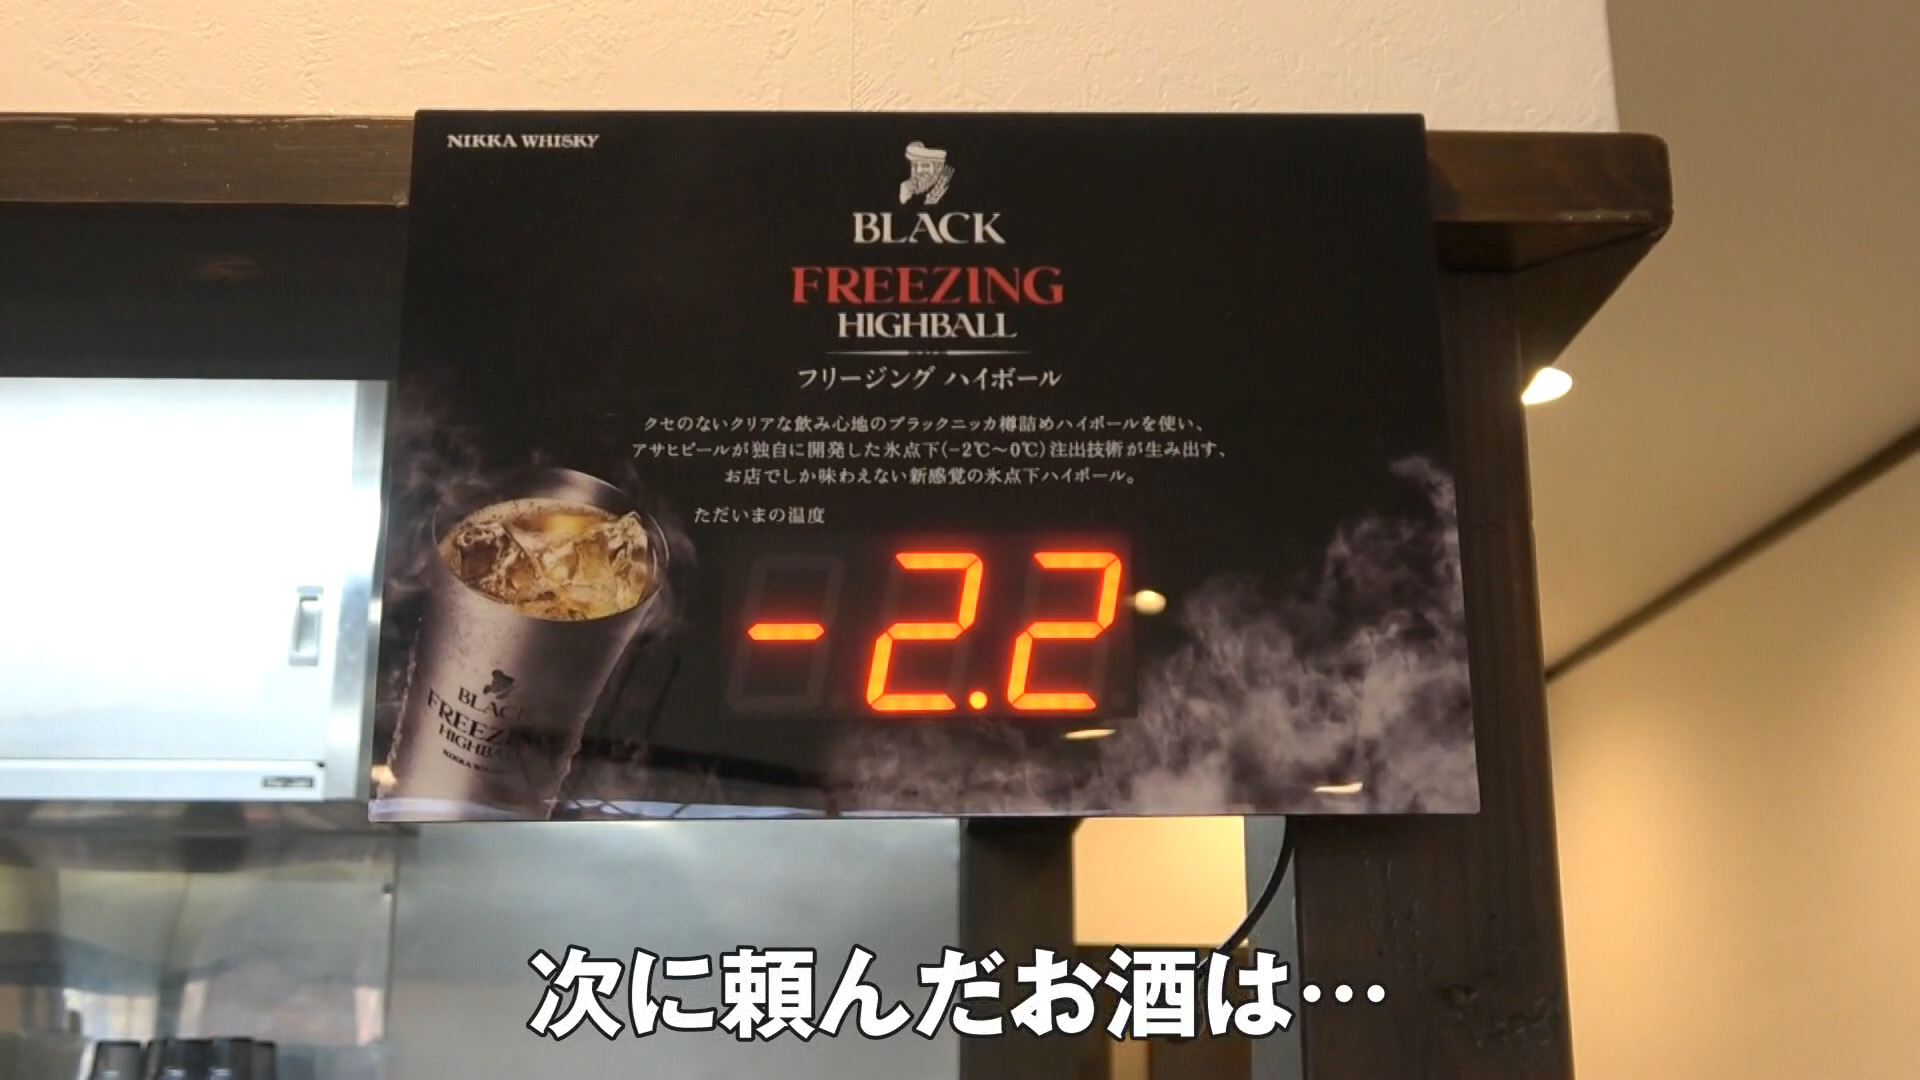 NIKKA WHISKY
BLACK
FREEZING
HIGHBALL
フリージング ハイボール
クセのないクリアな飲み心地のブラックニッカ樽詰めハイボールを使い、
アサヒビールが独自に開発した氷点下(-2℃～0℃)注出技術が生み出す、
お店でしか味わえない新感覚の氷点下ハイボール。
ただいまの温度
-2.2
BLACK
FREEZING
HIGHBALL
次に頼んだお酒は…